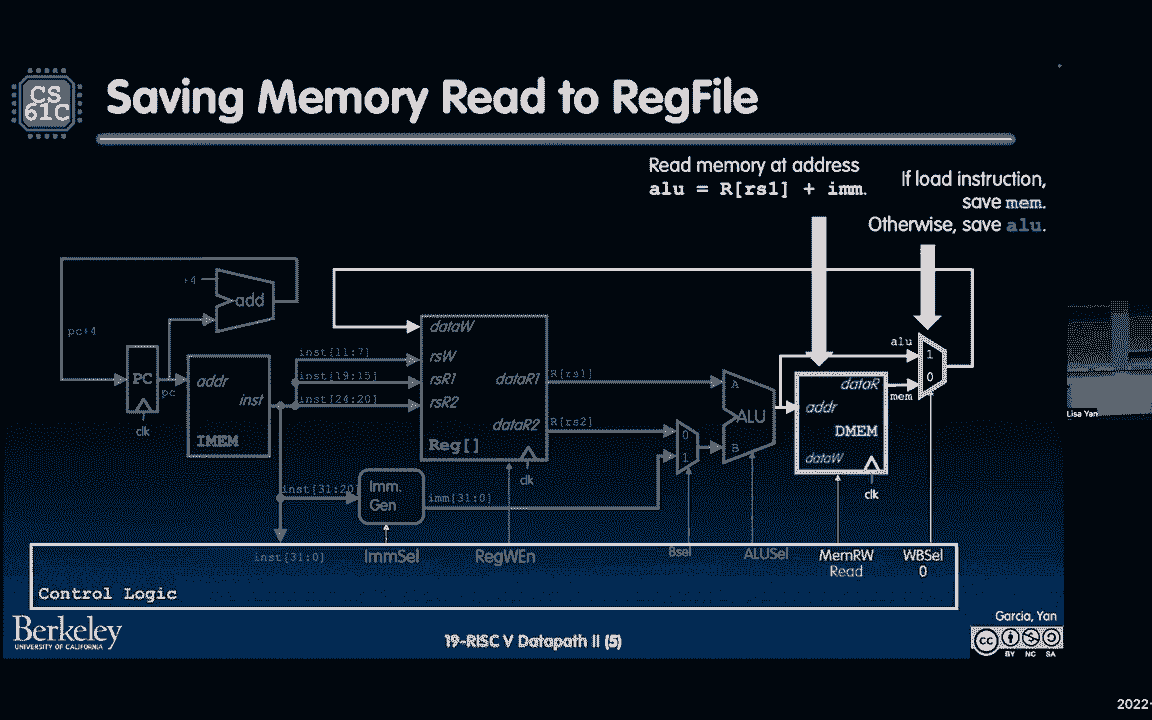 CS
61C
Saving Memory Read to RegFile
Read memory at address
alu = R[rs1] + imm.
If load instruction,
save mem.
Otherwise, save alu.
+4
add
pc+4
PC
pc
clk
addr
inst
IMEM
inst[11:7]
inst[19:15]
inst[24:20]
dataW
rsW
rsR1
rsR2
dataR1
dataR2
Reg[]
clk
R[rs1]
R[rs2]
inst[31:20]
Imm.
Gen
imm[31:0]
0
1
A
ALU
B
alu
dataR
addr
DMEM
dataW
clk
mem
1
0
inst[31:0]
ImmSel
RegWEn
Bsel
ALUSel
MemRW
Read
WBSel
0
Control Logic
Berkeley
UNIVERSITY OF CALIFORNIA
19-RISC V Datapath II (5)
Garcia, Yan
cc
BY NC SA
Lisa Yan
2022-